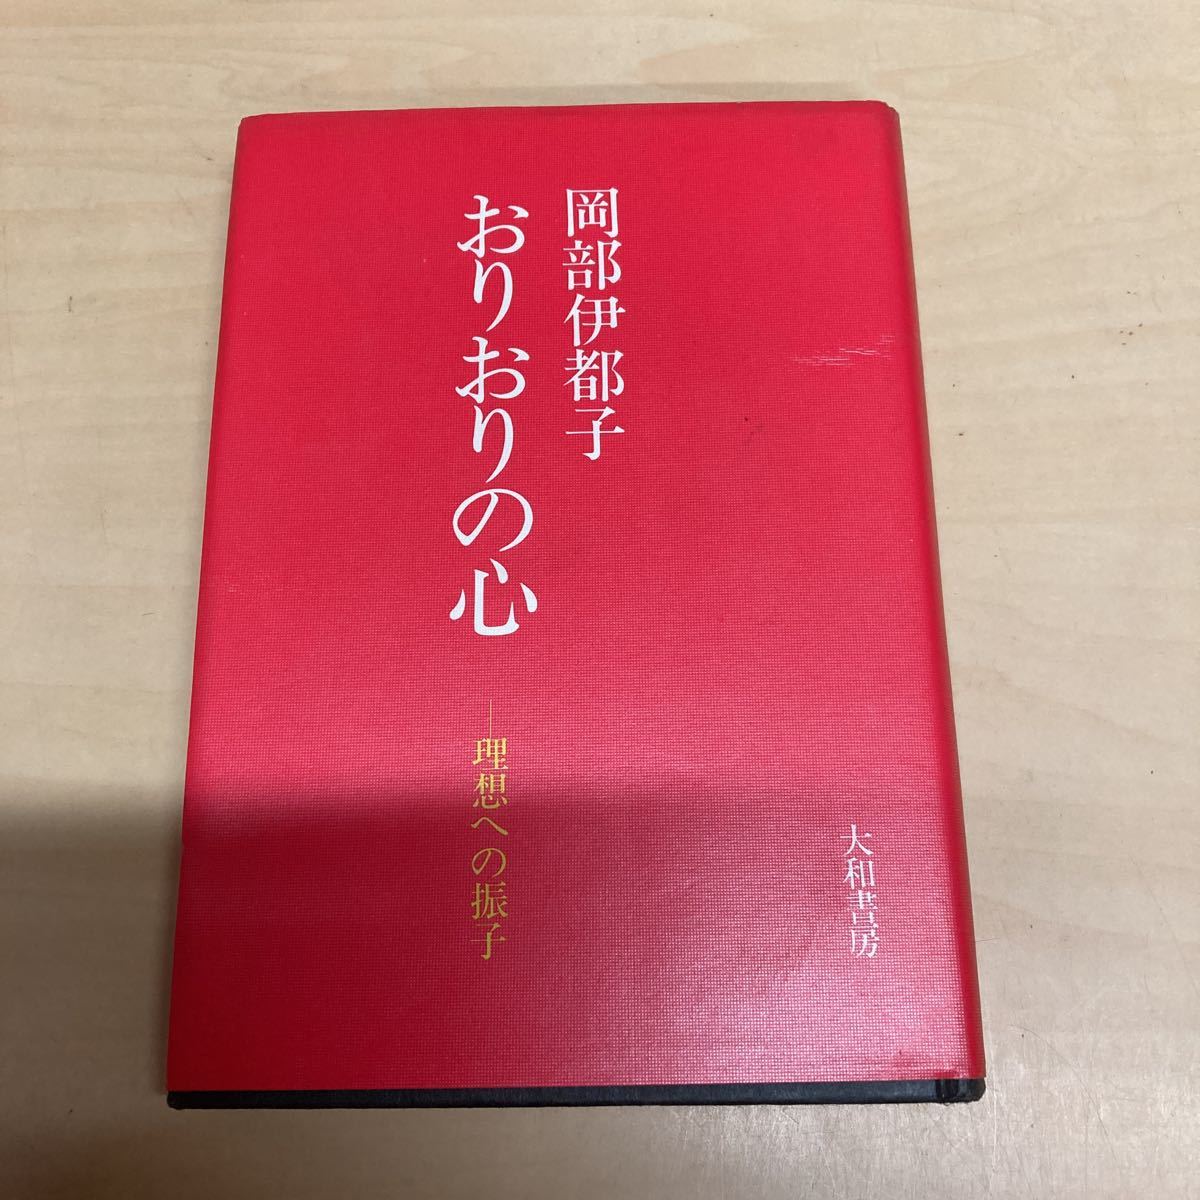 岡部伊都子
おりおりの心
──理想への振子
大和書房